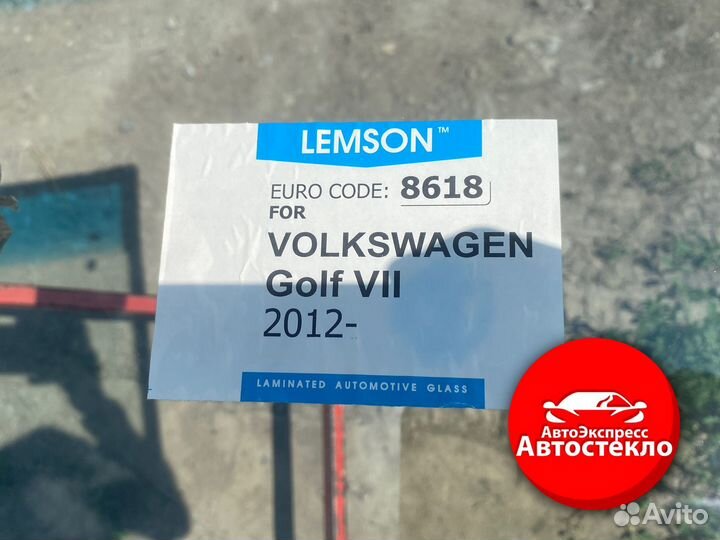 LEMSON™
EURO CODE: 8618
FOR
VOLKSWAGEN
Golf VII
2012-
LAMINATED AUTOMOTIVE GLASS
АвтоЭкспресс
Автостекло
Avito